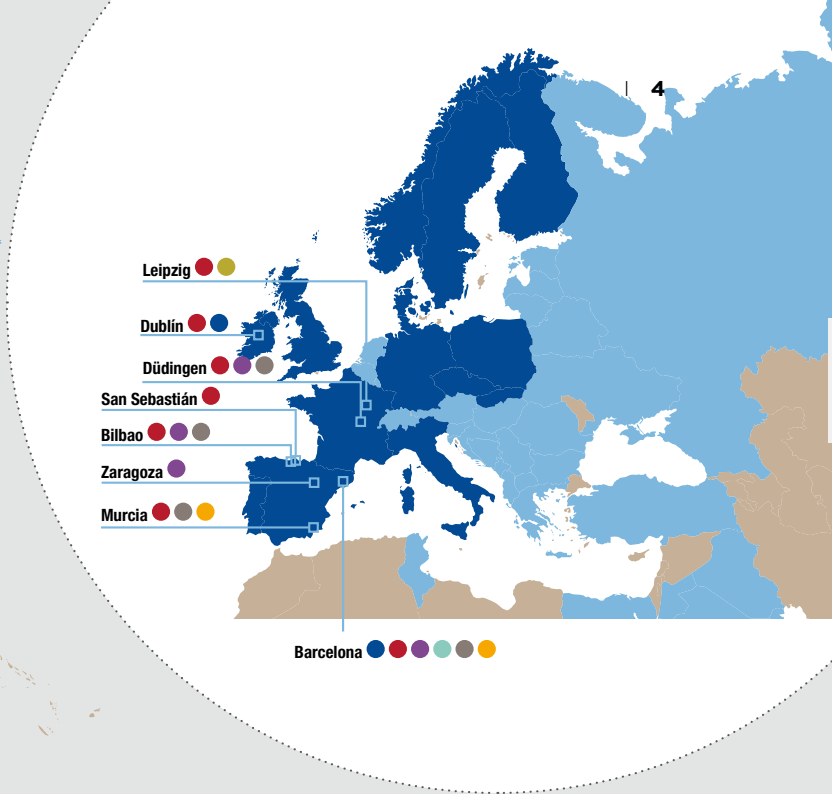 4
Leipzig
Dublín
Düdingen
San Sebastián
Bilbao
Zaragoza
Murcia
Barcelona